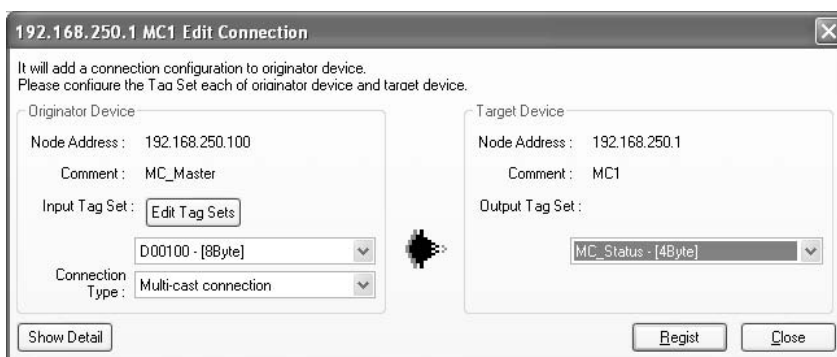 192.168.250.1 MC1 Edit Connection
It will add a connection configuration to originator device.
Please configure the Tag Set each of originator device and target device.
Originator Device
Node Address : 192.168.250.100
Comment : MC_Master
Input Tag Set : Edit Tag Sets
D00100 - [8Byte]
Connection
Type : Multi-cast connection
Target Device
Node Address : 192.168.250.1
Comment : MC1
Output Tag Set :
MC_Status - [4Byte]
Show Detail
Regist
Close